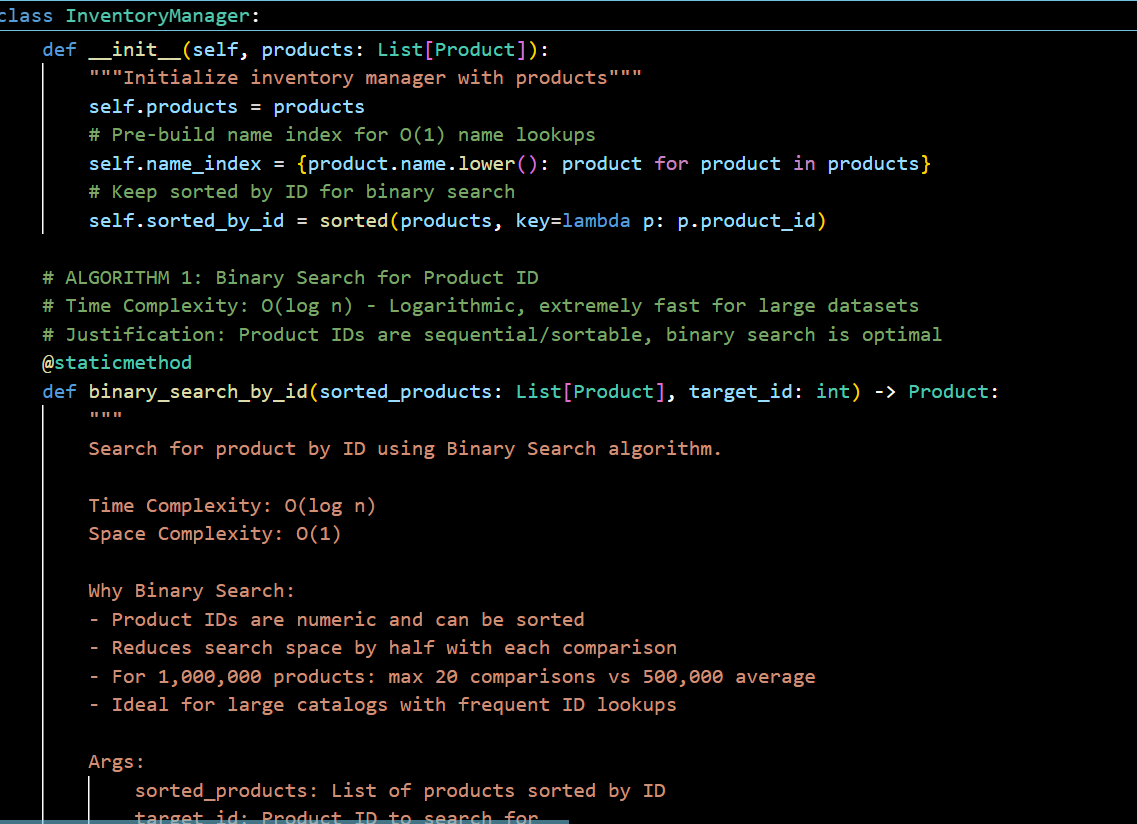 class InventoryManager:
    def __init__(self, products: List[Product]):
        """Initialize inventory manager with products"""
        self.products = products
        # Pre-build name index for O(1) name lookups
        self.name_index = {product.name.lower(): product for product in products}
        # Keep sorted by ID for binary search
        self.sorted_by_id = sorted(products, key=lambda p: p.product_id)

    # ALGORITHM 1: Binary Search for Product ID
    # Time Complexity: O(log n) - Logarithmic, extremely fast for large datasets
    # Justification: Product IDs are sequential/sortable, binary search is optimal
    @staticmethod
    def binary_search_by_id(sorted_products: List[Product], target_id: int) -> Product:
        """
        Search for product by ID using Binary Search algorithm.

        Time Complexity: O(log n)
        Space Complexity: O(1)

        Why Binary Search:
        - Product IDs are numeric and can be sorted
        - Reduces search space by half with each comparison
        - For 1,000,000 products: max 20 comparisons vs 500,000 average
        - Ideal for large catalogs with frequent ID lookups

        Args:
            sorted_products: List of products sorted by ID
            target_id: Product ID to search for